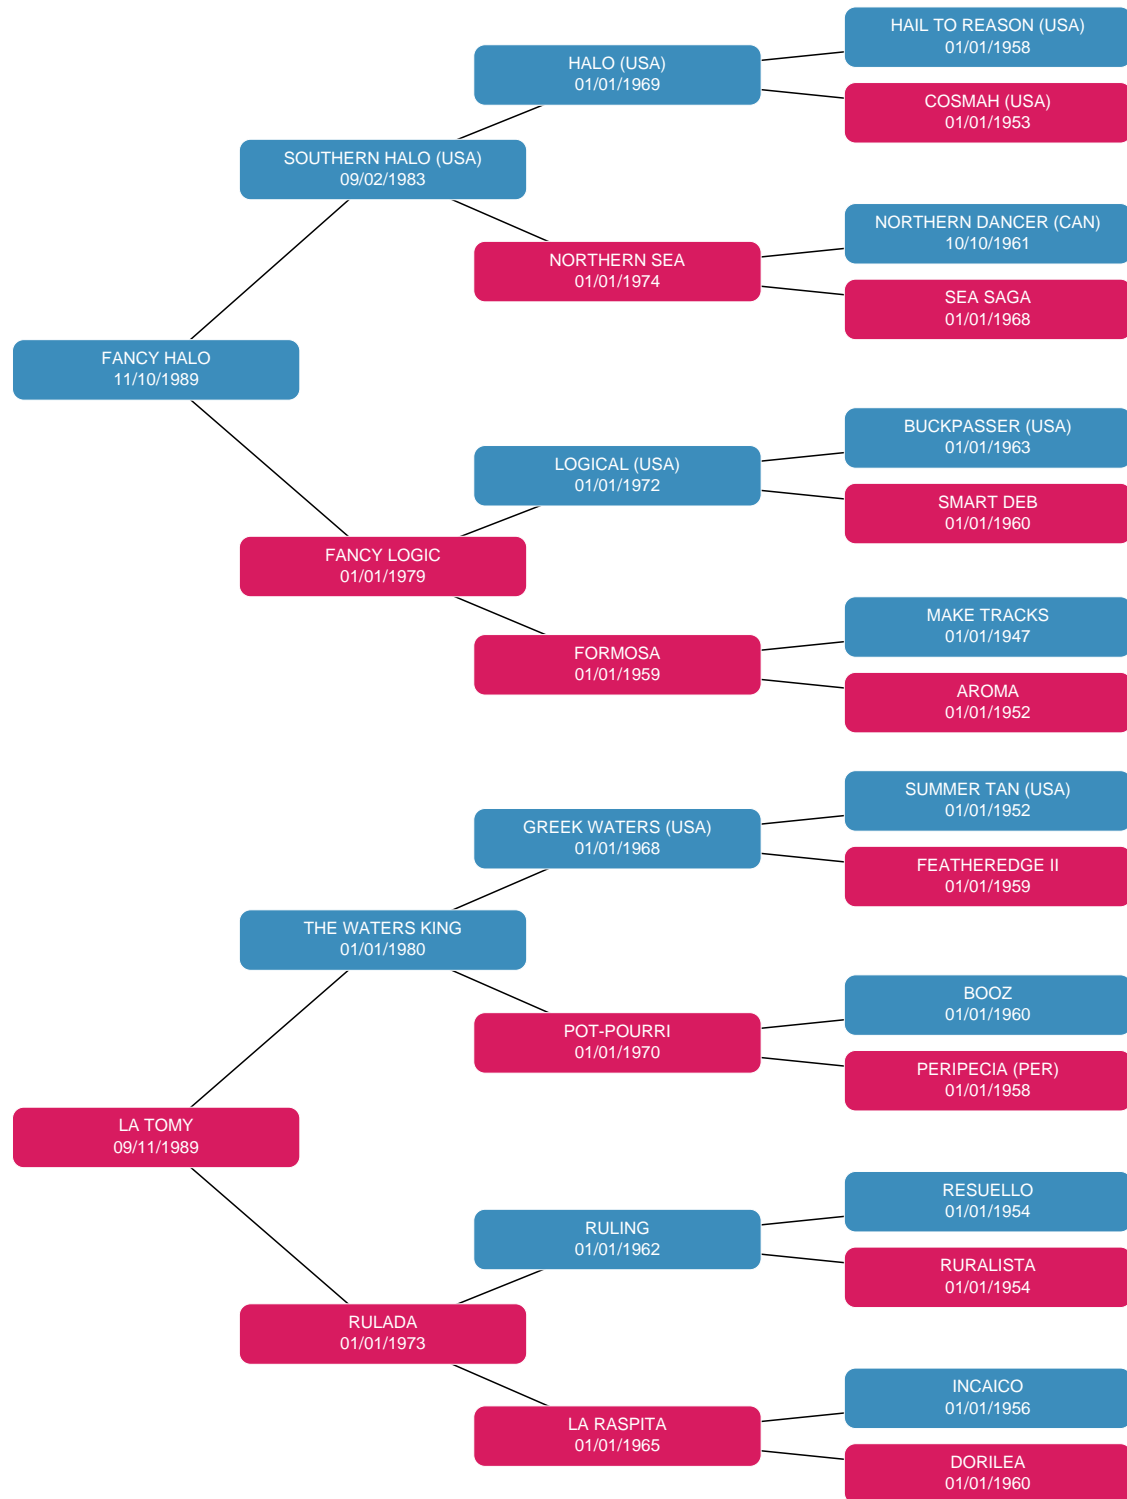 HAIL TO REASON (USA)
01/01/1958
HALO (USA)
01/01/1969
COSMAH (USA)
01/01/1953
SOUTHERN HALO (USA)
09/02/1983
NORTHERN DANCER (CAN)
10/10/1961
NORTHERN SEA
01/01/1974
SEA SAGA
01/01/1968
FANCY HALO
11/10/1989
BUCKPASSER (USA)
01/01/1963
LOGICAL (USA)
01/01/1972
SMART DEB
01/01/1960
FANCY LOGIC
01/01/1979
MAKE TRACKS
01/01/1947
FORMOSA
01/01/1959
AROMA
01/01/1952
SUMMER TAN (USA)
01/01/1952
GREEK WATERS (USA)
01/01/1968
FEATHEREDGE II
01/01/1959
THE WATERS KING
01/01/1980
BOOZ
01/01/1960
POT-POURRI
01/01/1970
PERIPECIA (PER)
01/01/1958
LA TOMY
09/11/1989
RESUELLO
01/01/1954
RULING
01/01/1962
RURALISTA
01/01/1954
RULADA
01/01/1973
INCAICO
01/01/1956
LA RASPITA
01/01/1965
DORILEA
01/01/1960